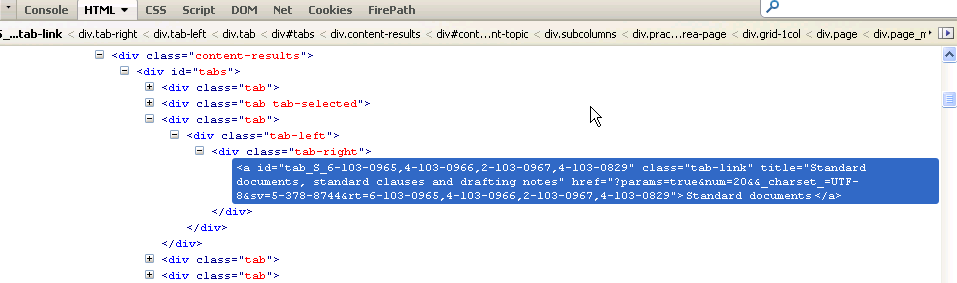 Console HTML CSS Script DOM Net Cookies FirePath
S_...tab-link < div.tab-right < div.tab-left < div.tab < div#tabs < div.content-results < div#cont...nt-topic < div.subcolumns < div.prac...rea-page < div.grid-1col < div.page < div.page_m
<div class="content-results">
<div id="tabs">
<div class="tab">
<div class="tab tab-selected">
<div class="tab">
<div class="tab-left">
<div class="tab-right">
<a id="tab_S_6-103-0965,4-103-0966,2-103-0967,4-103-0829" class="tab-link" title="Standard
documents, standard clauses and drafting notes" href="?params=true&num=20&&_charset_=UTF-
8&sv=5-378-8744&rt=6-103-0965,4-103-0966,2-103-0967,4-103-0829">Standard documents</a>
</div>
</div>
</div>
<div class="tab">
<div class="tab">